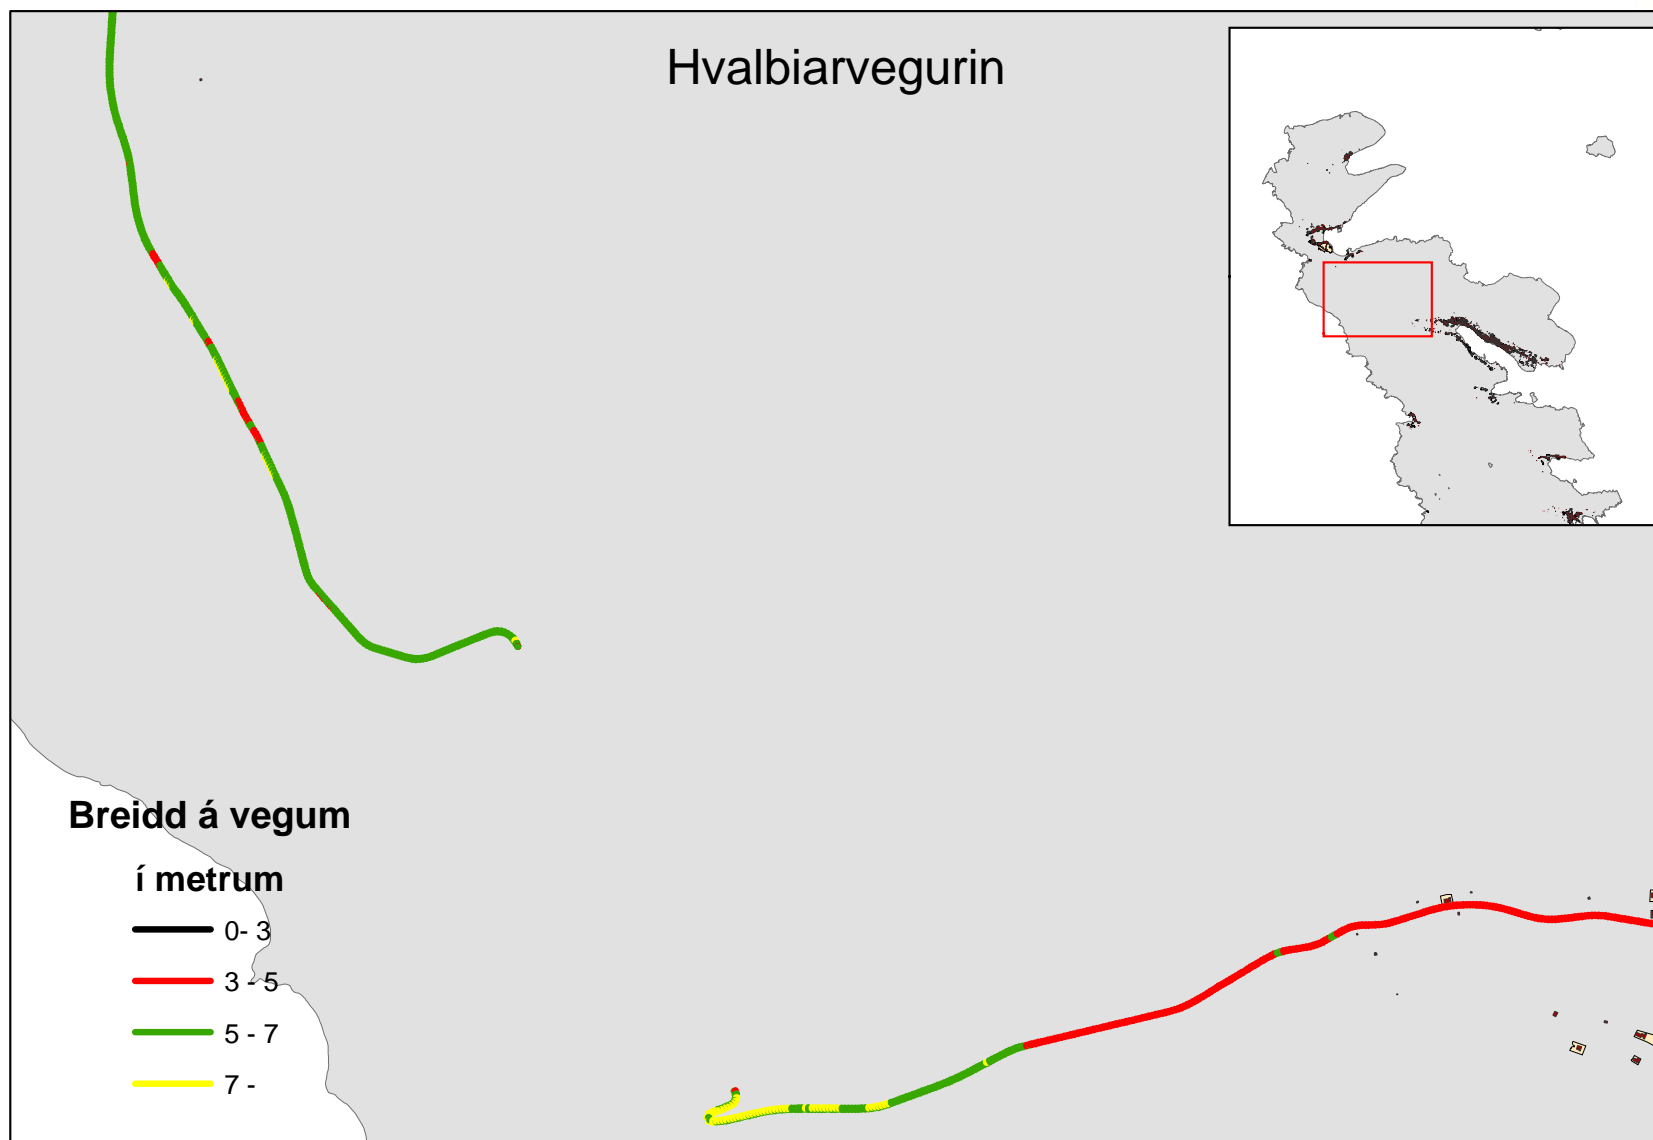 Hvalbiarvegurin
Breidd á vegum
í metrum
0- 3
3 - 5
5 - 7
7 -